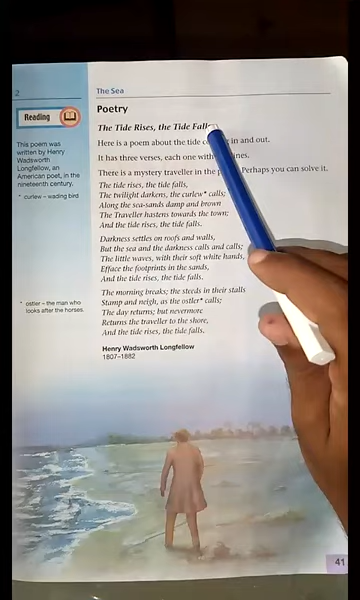 2
The Sea
Reading
Poetry
The Tide Rises, the Tide Falls
This poem was
written by Henry
Wadsworth
Longfellow, an
American poet, in the
nineteenth century.
* curlew – wading bird
Here is a poem about the tide in and out.
It has three verses, each one with lines.
There is a mystery traveller in the Perhaps you can solve it.
The tide rises, the tide falls,
The twilight darkens, the curlew* calls;
Along the sea-sands damp and brown
The Traveller hastens towards the town;
And the tide rises, the tide falls.
Darkness settles on roofs and walls,
But the sea and the darkness calls and calls;
The little waves, with their soft white hands,
Efface the footprints in the sands,
And the tide rises, the tide falls.
* ostler – the man who
looks after the horses.
The morning breaks; the steeds in their stalls
Stamp and neigh, as the ostler* calls;
The day returns; but nevermore
Returns the traveller to the shore,
And the tide rises, the tide falls.
Henry Wadsworth Longfellow
1807–1882
41